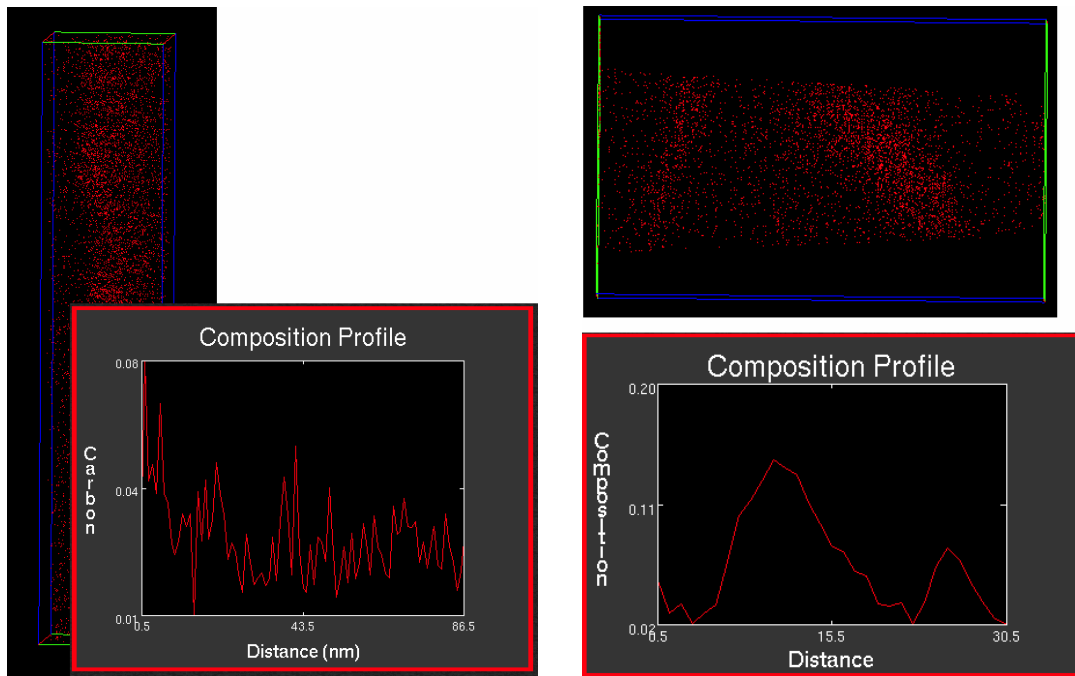 Composition Profile
0.08
0.04
0.01
Carbon
0.5 43.5 86.5
Distance (nm)
Composition Profile
0.20
0.11
0.02
Composition
0.5 15.5 30.5
Distance